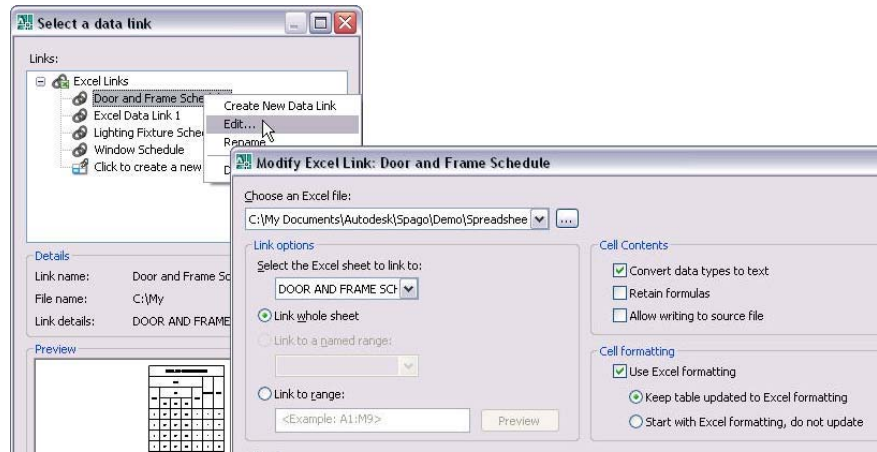 Select a data link
Links:
Excel Links
Door and Frame Sche
Excel Data Link 1
Lighting Fixture Sche
Window Schedule
Click to create a new
Create New Data Link
Edit...
Rename
D
Details
Link name: Door and Frame Sc
File name: C:\My
Link details: DOOR AND FRAME
Preview
Modify Excel Link: Door and Frame Schedule
Choose an Excel file:
C:\My Documents\Autodesk\Spago\Demo\Spreadshee
...
Link options
Select the Excel sheet to link to:
DOOR AND FRAME SCH
Link whole sheet
Link to a named range:
Link to range:
<Example: A1:M9>
Preview
Cell Contents
Convert data types to text
Retain formulas
Allow writing to source file
Cell formatting
Use Excel formatting
Keep table updated to Excel formatting
Start with Excel formatting, do not update